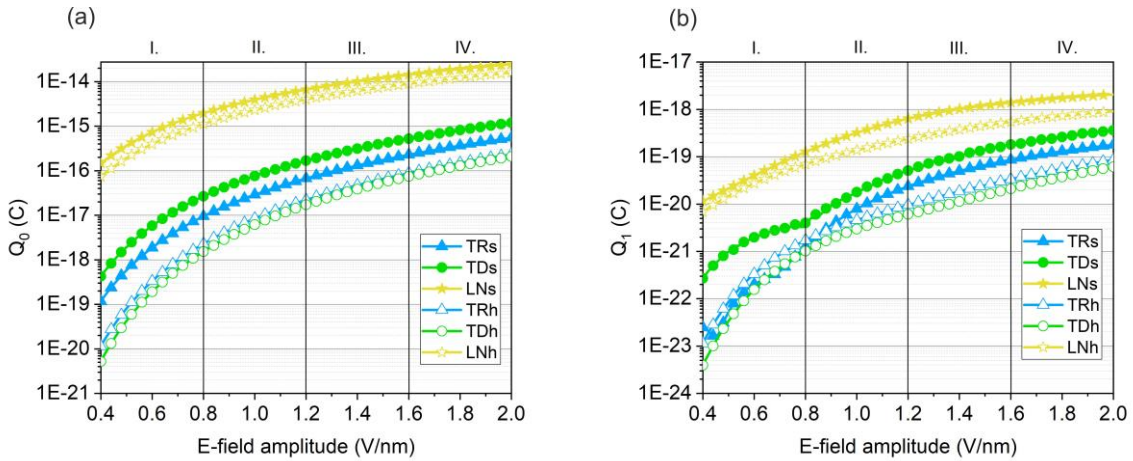 (a)
I. II. III. IV.
1E-14
1E-15
1E-16
1E-17
1E-18
1E-19
1E-20
1E-21
Q0 (C)
TRs
TDs
LNs
TRh
TDh
LNh
0.4 0.6 0.8 1.0 1.2 1.4 1.6 1.8 2.0
E-field amplitude (V/nm)
(b)
I. II. III. IV.
1E-17
1E-18
1E-19
1E-20
1E-21
1E-22
1E-23
1E-24
Q1 (C)
TRs
TDs
LNs
TRh
TDh
LNh
0.4 0.6 0.8 1.0 1.2 1.4 1.6 1.8 2.0
E-field amplitude (V/nm)